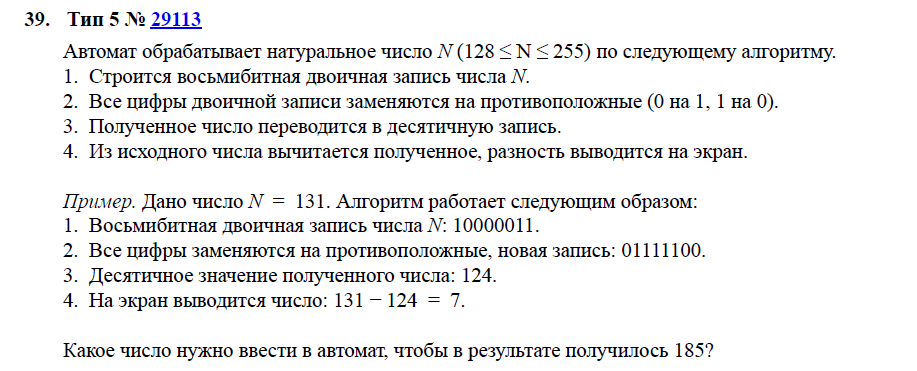 39. Тип 5 № 29113
Автомат обрабатывает натуральное число N (128 ≤ N ≤ 255) по следующему алгоритму.
1. Строится восьмибитная двоичная запись числа N.
2. Все цифры двоичной записи заменяются на противоположные (0 на 1, 1 на 0).
3. Полученное число переводится в десятичную запись.
4. Из исходного числа вычитается полученное, разность выводится на экран.
Пример. Дано число N = 131. Алгоритм работает следующим образом:
1. Восьмибитная двоичная запись числа N: 10000011.
2. Все цифры заменяются на противоположные, новая запись: 01111100.
3. Десятичное значение полученного числа: 124.
4. На экран выводится число: 131 − 124 = 7.
Какое число нужно ввести в автомат, чтобы в результате получилось 185?